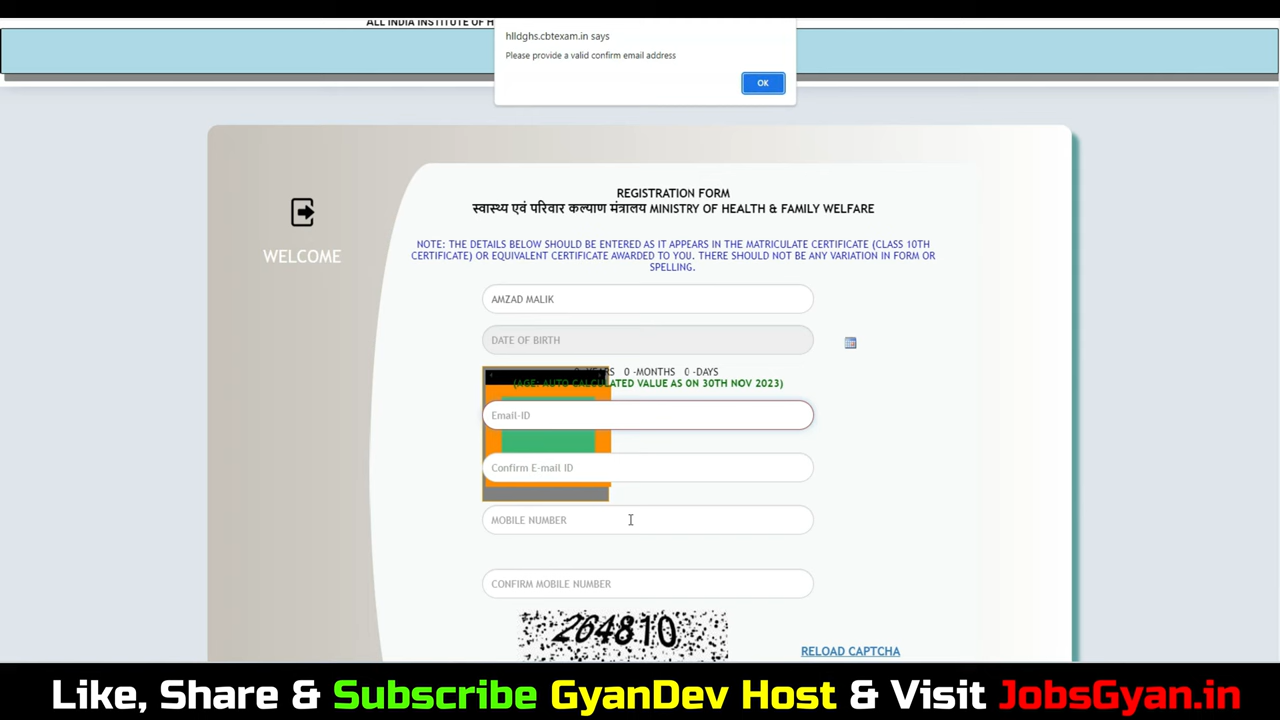 ALL INDIA INSTITUTE OF H
hlldghs.cbtexam.in says
Please provide a valid confirm email address
OK
REGISTRATION FORM
स्वास्थ्य एवं परिवार कल्याण मंत्रालय MINISTRY OF HEALTH & FAMILY WELFARE
WELCOME
NOTE: THE DETAILS BELOW SHOULD BE ENTERED AS IT APPEARS IN THE MATRICULATE CERTIFICATE (CLASS 10TH
CERTIFICATE) OR EQUIVALENT CERTIFICATE AWARDED TO YOU. THERE SHOULD NOT BE ANY VARIATION IN FORM OR
SPELLING.
AMZAD MALIK
DATE OF BIRTH
0 -MONTHS 0 -DAYS
(AGE: AUTO CALCULATED VALUE AS ON 30TH NOV 2023)
Email-ID
Confirm E-mail ID
MOBILE NUMBER
CONFIRM MOBILE NUMBER
264810
RELOAD CAPTCHA
Like, Share & Subscribe GyanDev Host & Visit JobsGyan.in